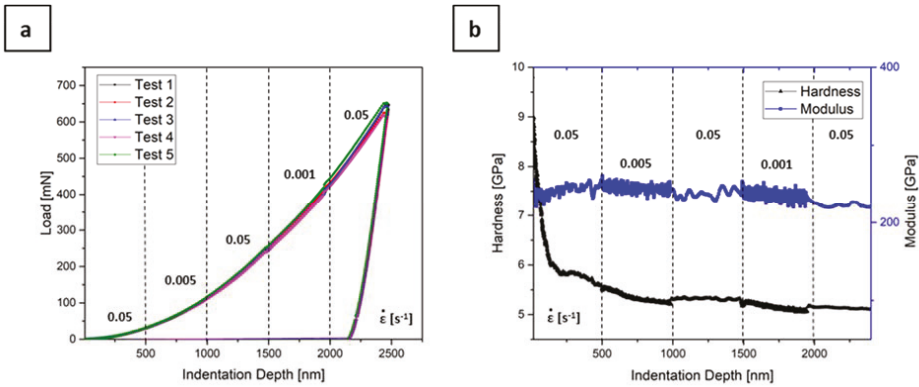 a
b
700
600
500
400
300
200
100
0
Load [mN]
Test 1
Test 2
Test 3
Test 4
Test 5
0.05
0.005
0.05
0.001
0.05
ε̇ [s⁻¹]
500
1000
1500
2000
2500
Indentation Depth [nm]
10
9
8
7
6
5
Hardness [GPa]
Hardness
Modulus
0.05
0.005
0.05
0.001
0.05
ε̇ [s⁻¹]
400
200
Modulus [GPa]
500
1000
1500
2000
Indentation Depth [nm]